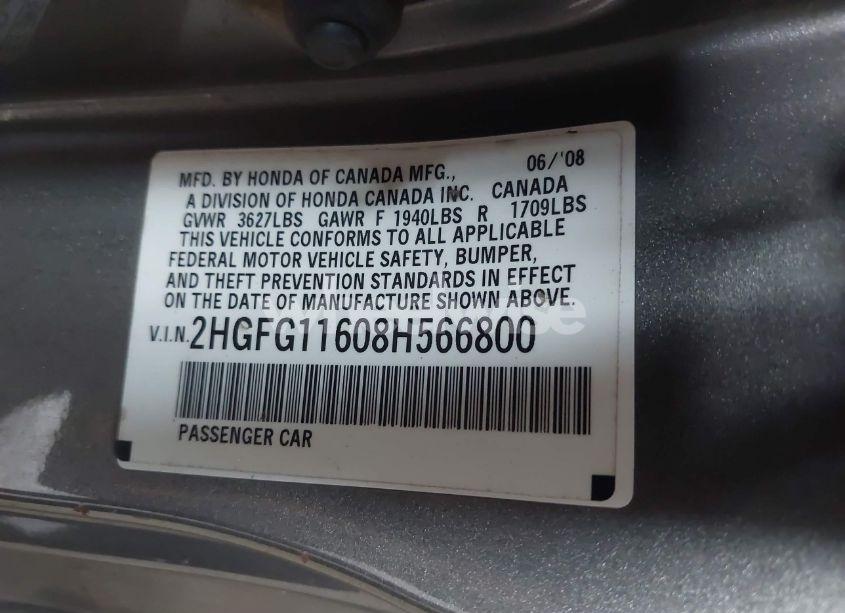 MFD. BY HONDA OF CANADA MFG., 06/'08
A DIVISION OF HONDA CANADA INC. CANADA
GVWR 3627LBS GAWR F 1940LBS R 1709LBS
THIS VEHICLE CONFORMS TO ALL APPLICABLE
FEDERAL MOTOR VEHICLE SAFETY, BUMPER,
AND THEFT PREVENTION STANDARDS IN EFFECT
ON THE DATE OF MANUFACTURE SHOWN ABOVE.
V.I.N. 2HGFG11608H566800
PASSENGER CAR